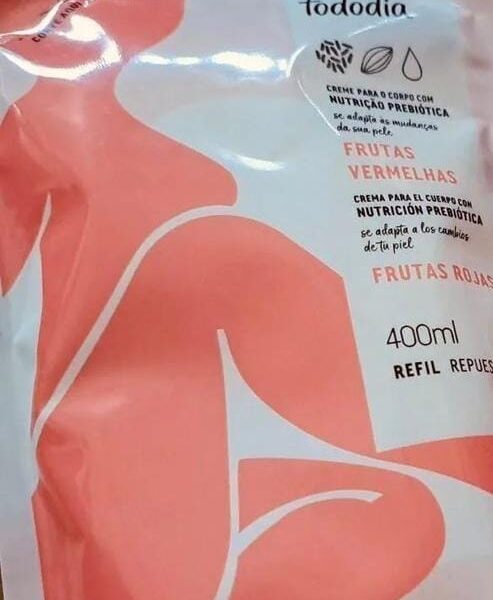 tododia
CREME PARA O CORPO COM
NUTRIÇÃO PREBIÓTICA
se adapta às mudanças
da sua pele
FRUTAS
VERMELHAS
CREMA PARA EL CUERPO CON
NUTRICIÓN PREBIÓTICA
se adapta a los cambios
de tu piel
FRUTAS ROJAS
400ml
REFIL REPUES